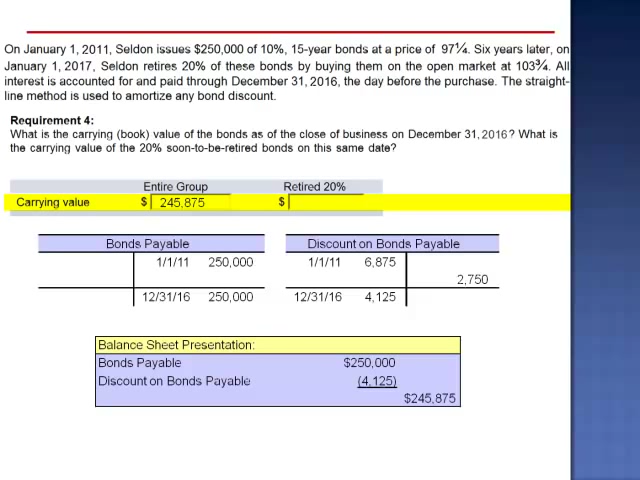 On January 1, 2011, Seldon issues $250,000 of 10%, 15-year bonds at a price of 97¼. Six years later, on
January 1, 2017, Seldon retires 20% of these bonds by buying them on the open market at 103¾. All
interest is accounted for and paid through December 31, 2016, the day before the purchase. The straight-
line method is used to amortize any bond discount.
Requirement 4:
What is the carrying (book) value of the bonds as of the close of business on December 31, 2016? What is
the carrying value of the 20% soon-to-be-retired bonds on this same date?
Entire Group Retired 20%
Carrying value $ 245,875 $
Bonds Payable Discount on Bonds Payable
1/1/11 250,000 1/1/11 6,875
2,750
12/31/16 250,000 12/31/16 4,125
Balance Sheet Presentation:
Bonds Payable $250,000
Discount on Bonds Payable (4,125)
$245,875